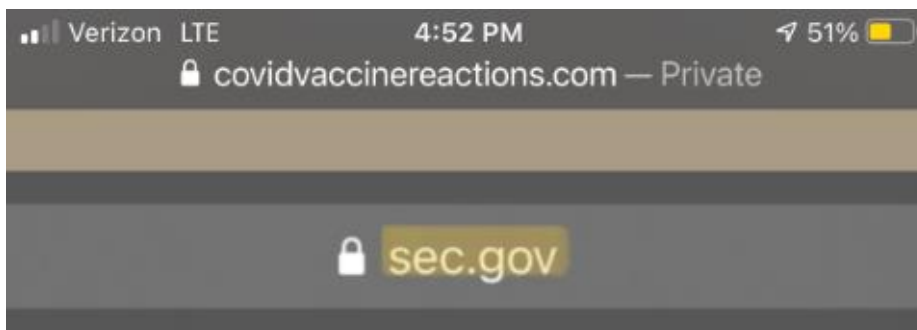 Verizon LTE 4:52 PM 51%
covidvaccinereactions.com — Private
sec.gov